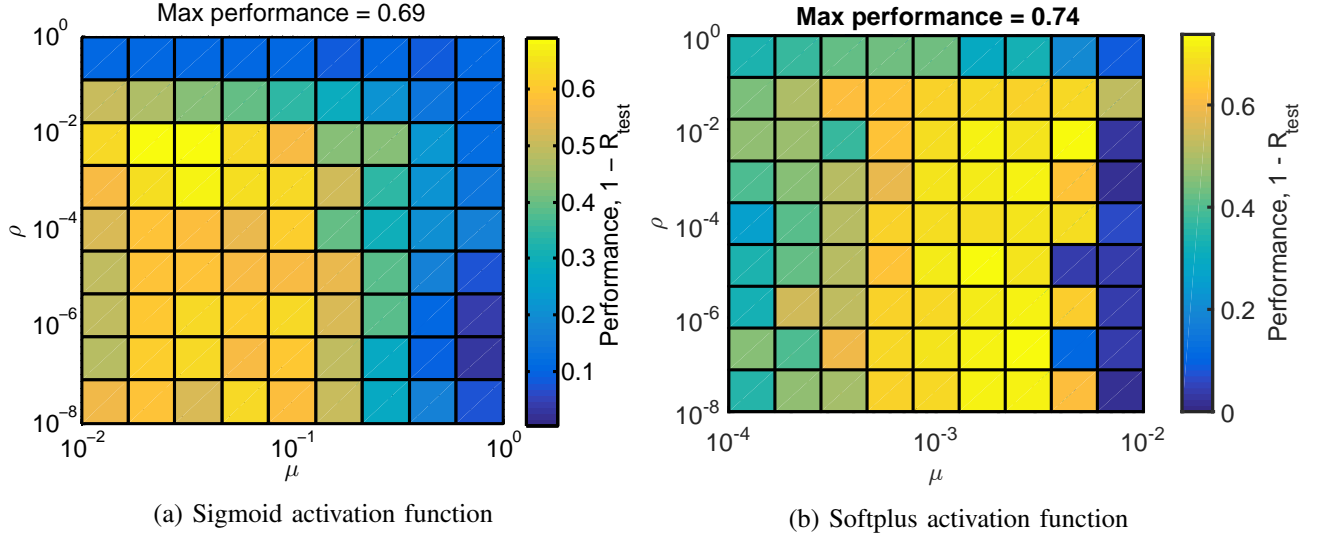 Max performance = 0.69
10^0
10^-2
10^-4
10^-6
10^-8
ρ
10^-2
10^-1
10^0
μ
0.6
0.5
0.4
0.3
0.2
0.1
Performance, 1 − R_test
(a) Sigmoid activation function
Max performance = 0.74
10^0
10^-2
10^-4
10^-6
10^-8
ρ
10^-4
10^-3
10^-2
μ
0.6
0.4
0.2
0
Performance, 1 - R_test
(b) Softplus activation function